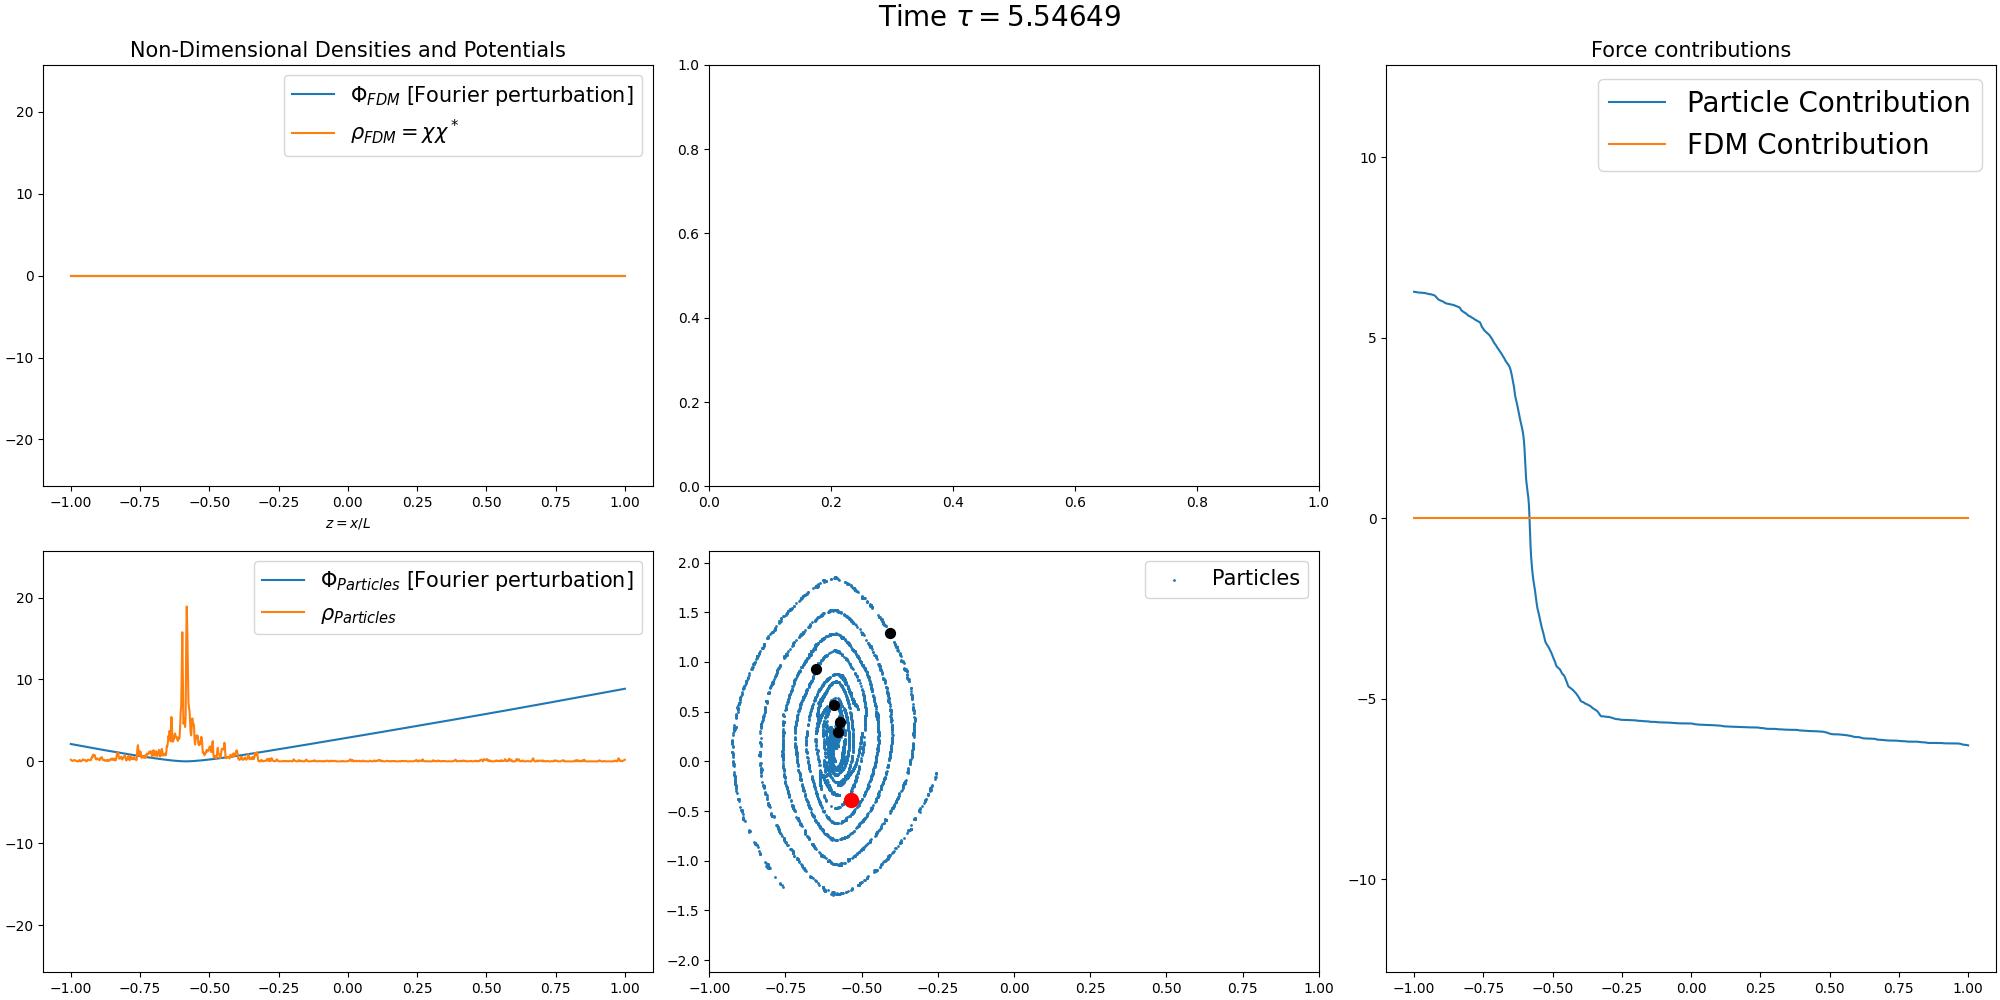 Time τ = 5.54649
Non-Dimensional Densities and Potentials
Φ_FDM [Fourier perturbation]
ρ_FDM = χχ*
20
10
0
−10
−20
−1.00 −0.75 −0.50 −0.25 0.00 0.25 0.50 0.75 1.00
z = x/L
1.0
0.8
0.6
0.4
0.2
0.0
0.0 0.2 0.4 0.6 0.8 1.0
Force contributions
Particle Contribution
FDM Contribution
10
5
0
−5
−10
−1.00 −0.75 −0.50 −0.25 0.00 0.25 0.50 0.75 1.00
Φ_Particles [Fourier perturbation]
ρ_Particles
20
10
0
−10
−20
−1.00 −0.75 −0.50 −0.25 0.00 0.25 0.50 0.75 1.00
Particles
2.0
1.5
1.0
0.5
0.0
−0.5
−1.0
−1.5
−2.0
−1.00 −0.75 −0.50 −0.25 0.00 0.25 0.50 0.75 1.00